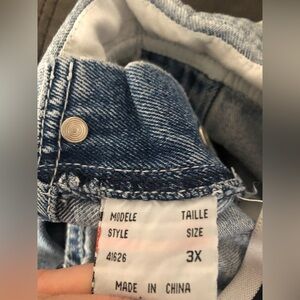 MODELE TAILLE
STYLE SIZE
41626 3X
MADE IN CHINA